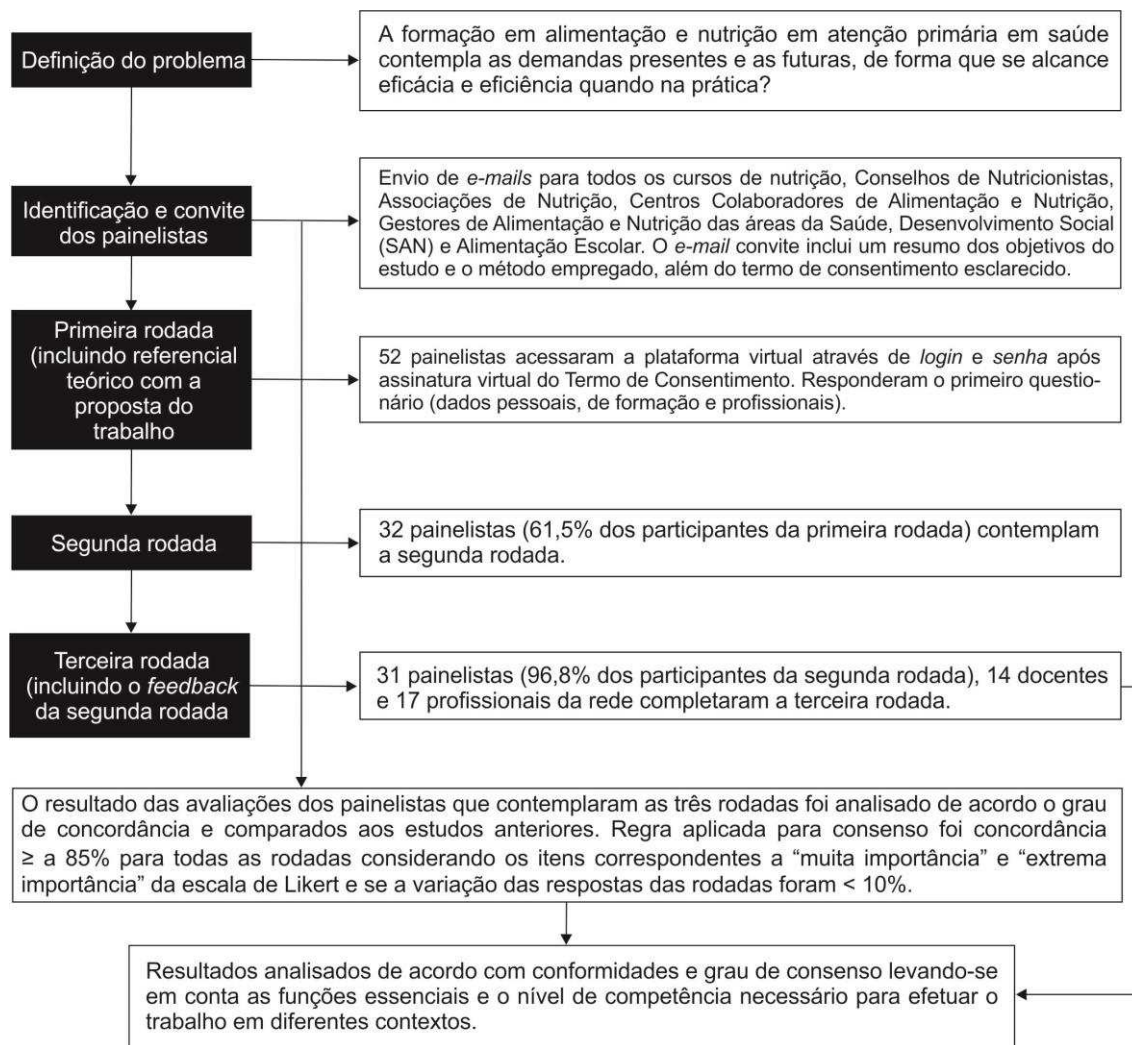 Definição do problema
A formação em alimentação e nutrição em atenção primária em saúde
contempla as demandas presentes e as futuras, de forma que se alcance
eficácia e eficiência quando na prática?
Identificação e convite
dos painelistas
Envio de e-mails para todos os cursos de nutrição, Conselhos de Nutricionistas,
Associações de Nutrição, Centros Colaboradores de Alimentação e Nutrição,
Gestores de Alimentação e Nutrição das áreas da Saúde, Desenvolvimento Social
(SAN) e Alimentação Escolar. O e-mail convite inclui um resumo dos objetivos do
estudo e o método empregado, além do termo de consentimento esclarecido.
Primeira rodada
(incluindo referencial
teórico com a
proposta do
trabalho
52 painelistas acessaram a plataforma virtual através de login e senha após
assinatura virtual do Termo de Consentimento. Responderam o primeiro questio-
nário (dados pessoais, de formação e profissionais).
Segunda rodada
32 painelistas (61,5% dos participantes da primeira rodada) contemplam
a segunda rodada.
Terceira rodada
(incluindo o feedback
da segunda rodada
31 painelistas (96,8% dos participantes da segunda rodada), 14 docentes
e 17 profissionais da rede completaram a terceira rodada.
O resultado das avaliações dos painelistas que contemplaram as três rodadas foi analisado de acordo o grau
de concordância e comparados aos estudos anteriores. Regra aplicada para consenso foi concordância
≥ a 85% para todas as rodadas considerando os itens correspondentes a “muita importância” e “extrema
importância” da escala de Likert e se a variação das respostas das rodadas foram < 10%.
Resultados analisados de acordo com conformidades e grau de consenso levando-se
em conta as funções essenciais e o nível de competência necessário para efetuar o
trabalho em diferentes contextos.